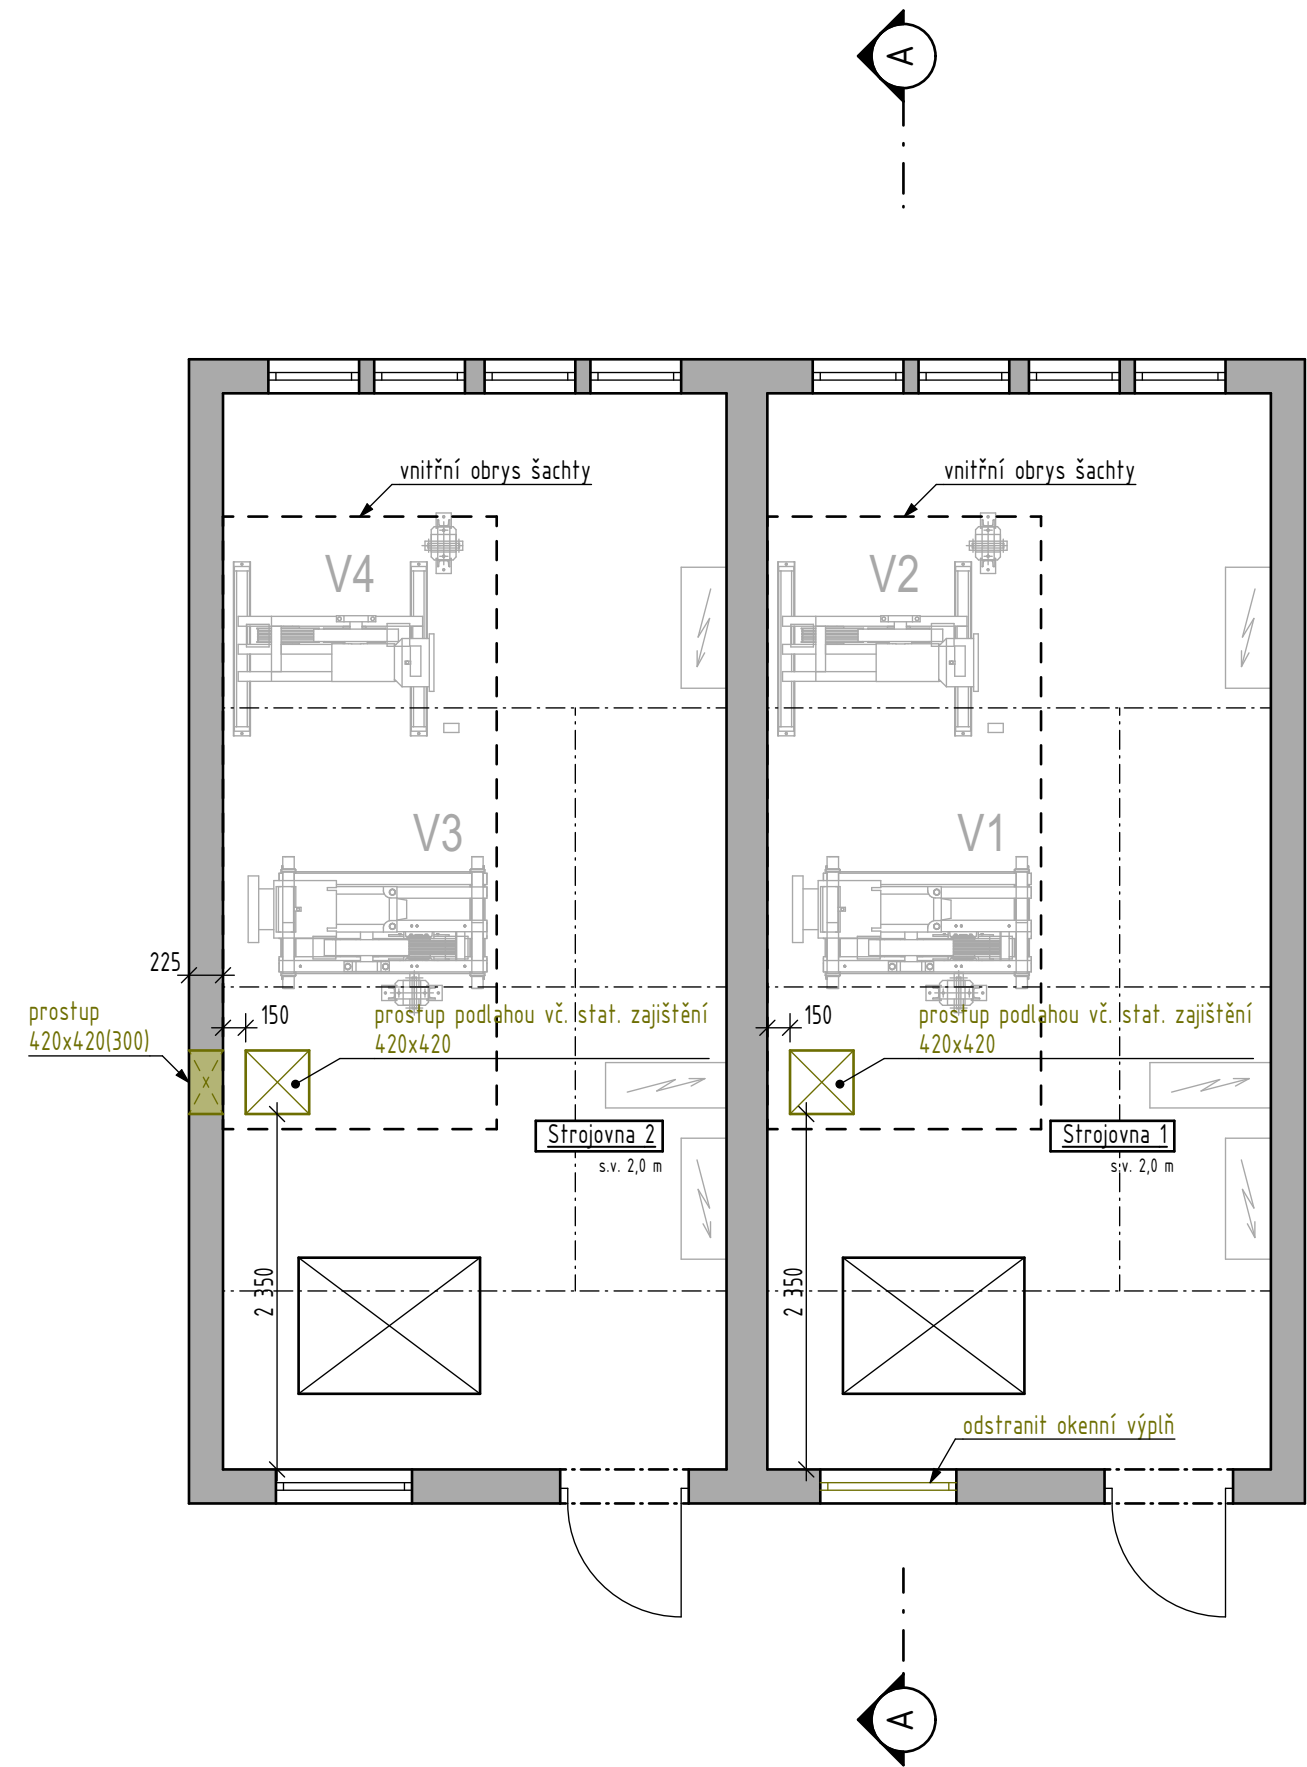 A
vnitřní obrys šachty
vnitřní obrys šachty
V4
V2
V3
V1
225
prostup
420x420(300)
150
prostup podlahou vč. stat. zajištění
420x420
150
prostup podlahou vč. stat. zajištění
420x420
Strojovna 2
s.v. 2,0 m
Strojovna 1
s.v. 2,0 m
2 350
2 350
odstranit okenní výplň
A